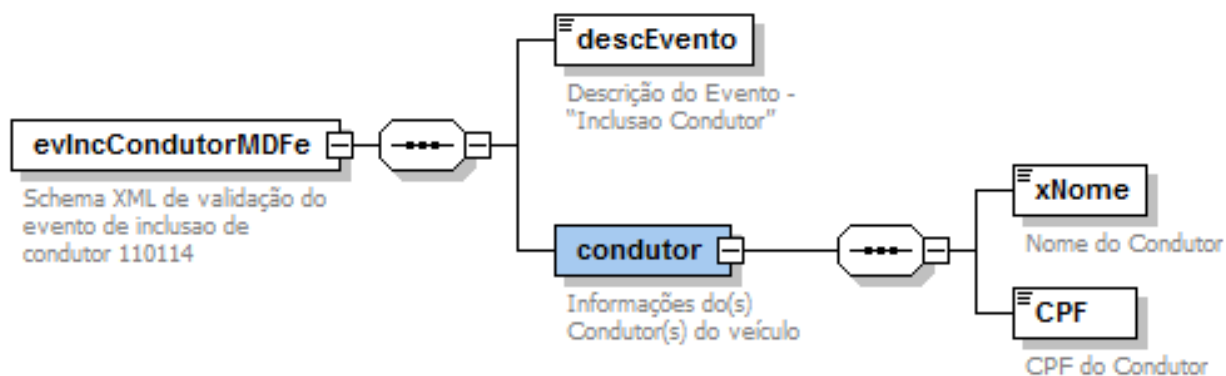 evIncCondutorMDFe
Schema XML de validação do
evento de inclusao de
condutor 110114
descEvento
Descrição do Evento -
"Inclusao Condutor"
condutor
Informações do(s)
Condutor(s) do veículo
xNome
Nome do Condutor
CPF
CPF do Condutor